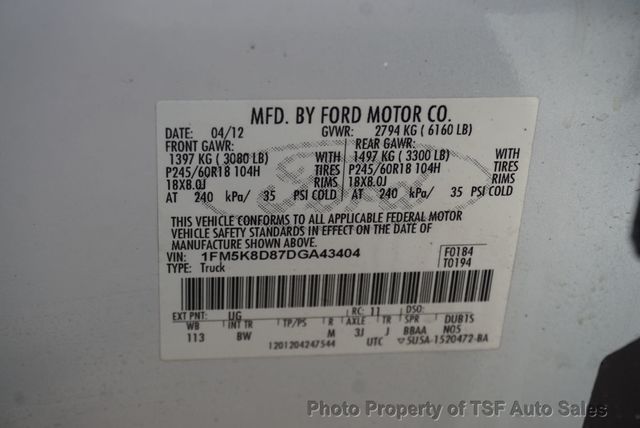 MFD. BY FORD MOTOR CO.
DATE: 04/12 GVWR: 2794 KG ( 6160 LB)
FRONT GAWR: REAR GAWR:
1397 KG ( 3080 LB) WITH 1497 KG ( 3300 LB) WITH
P245/60R18 104H TIRES P245/60R18 104H TIRES
18X8.0J RIMS 18X8.0J RIMS
AT 240 kPa/ 35 PSI COLD AT 240 kPa/ 35 PSI COLD
THIS VEHICLE CONFORMS TO ALL APPLICABLE FEDERAL MOTOR
VEHICLE SAFETY STANDARDS IN EFFECT ON THE DATE OF
MANUFACTURE SHOWN ABOVE.
VIN: 1FM5K8D87DGA43404 F0184
TYPE: Truck T0194
EXT PNT: UG RC: 11 DSO:
WB INT TR TP/PS R AXLE TR SPR DUBTS
113 BW M 3J J BBAA N05
1201204247544 UTC ▽5USA-1520472-BA
Photo Property of TSF Auto Sales